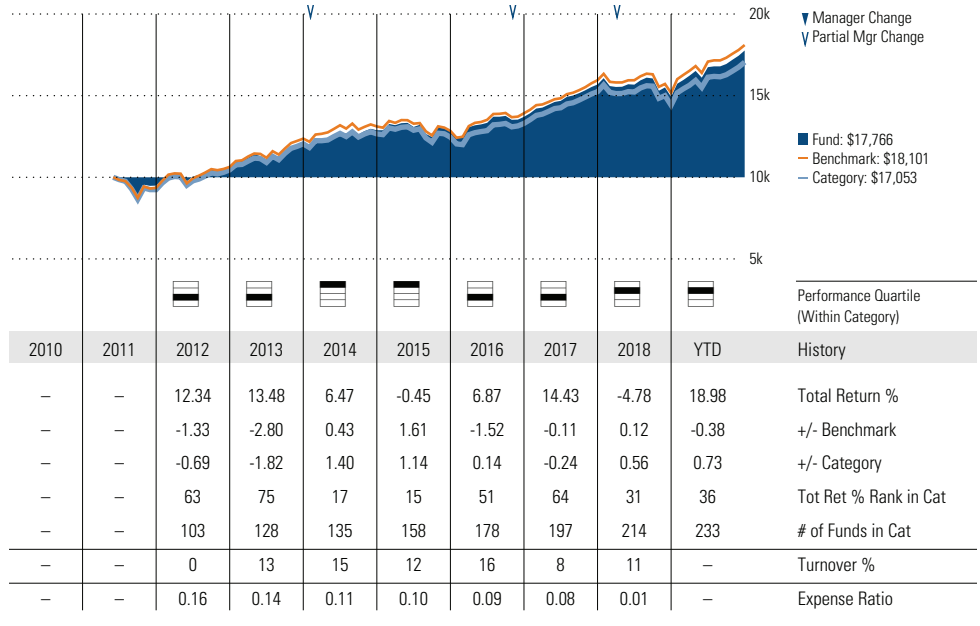 20k
▼ Manager Change
∨ Partial Mgr Change
15k
Fund: $17,766
Benchmark: $18,101
10k
Category: $17,053
5k
Performance Quartile
(Within Category)
2010 2011 2012 2013 2014 2015 2016 2017 2018 YTD History
– – 12.34 13.48 6.47 -0.45 6.87 14.43 -4.78 18.98 Total Return %
– – -1.33 -2.80 0.43 1.61 -1.52 -0.11 0.12 -0.38 +/- Benchmark
– – -0.69 -1.82 1.40 1.14 0.14 -0.24 0.56 0.73 +/- Category
– – 63 75 17 15 51 64 31 36 Tot Ret % Rank in Cat
– – 103 128 135 158 178 197 214 233 # of Funds in Cat
– – 0 13 15 12 16 8 11 – Turnover %
– – 0.16 0.14 0.11 0.10 0.09 0.08 0.01 – Expense Ratio